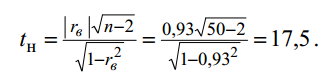 t_н = |r_в|√n−2 / √1−r_в² = 0,93√50−2 / √1−0,93² = 17,5.